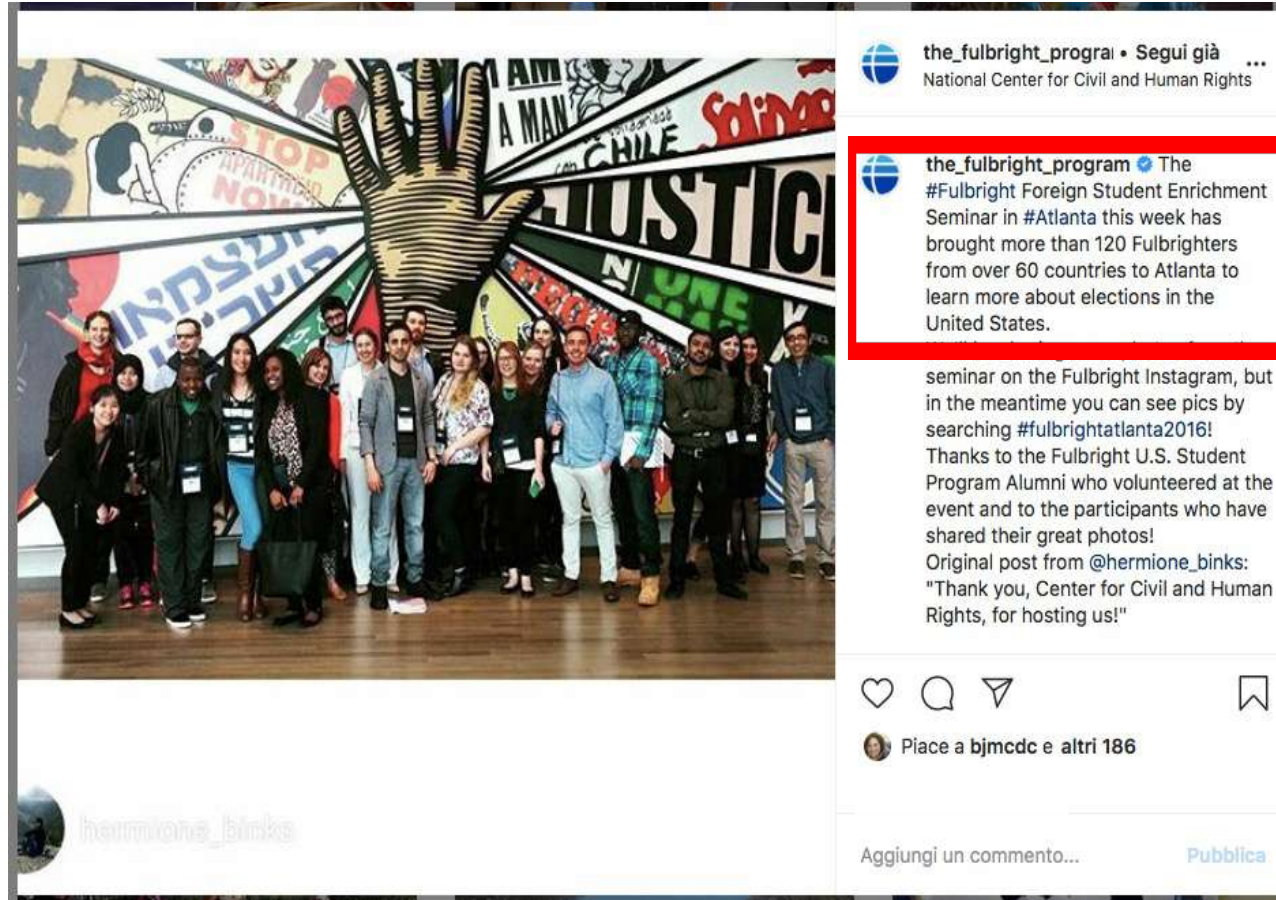 I AM
A MAN
STOP
APARTHEID
NOW!
CHILE
JUSTIC
ONE
MAN
hermione_binks
the_fulbright_prograı • Segui già
...
National Center for Civil and Human Rights
the_fulbright_program The
#Fulbright Foreign Student Enrichment
Seminar in #Atlanta this week has
brought more than 120 Fulbrighters
from over 60 countries to Atlanta to
learn more about elections in the
United States.
seminar on the Fulbright Instagram, but
in the meantime you can see pics by
searching #fulbrightatlanta2016!
Thanks to the Fulbright U.S. Student
Program Alumni who volunteered at the
event and to the participants who have
shared their great photos!
Original post from @hermione_binks:
"Thank you, Center for Civil and Human
Rights, for hosting us!"
Piace a bjmcdc e altri 186
Aggiungi un commento...
Pubblica